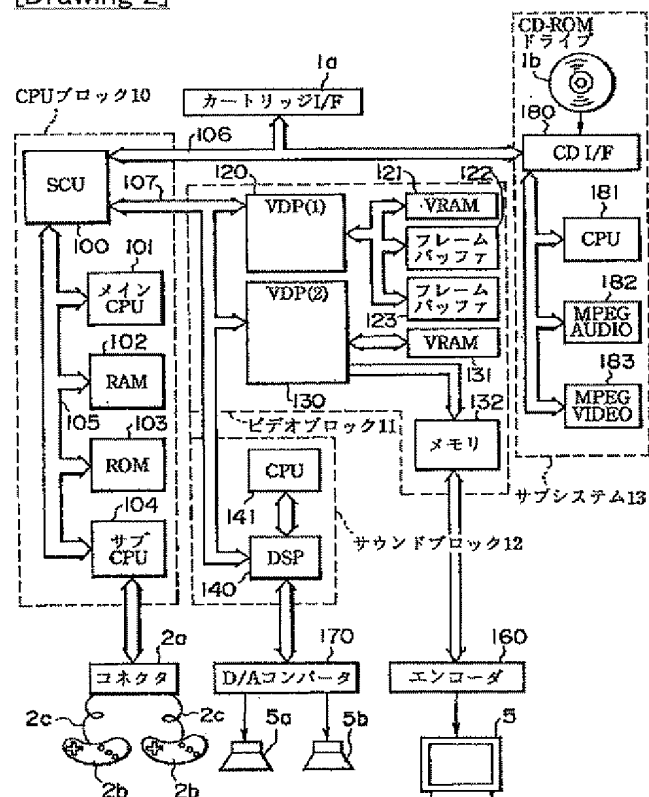 [Drawing 2]
CD-ROM
ドライブ
1b
1a
CPUブロック10
カートリッジI/F
180
106
CD I/F
SCU
107
120
VDP(1)
121
122
VRAM
181
CPU
100
101
メイン
CPU
フレーム
バッファ
フレーム
バッファ
VDP(2)
123
182
MPEG
AUDIO
102
RAM
VRAM
131
183
MPEG
VIDEO
105
103
ROM
130
132
ビデオブロック11
メモリ
CPU
141
サブシステム13
104
サブ
CPU
サウンドブロック12
DSP
140
2a
170
160
コネクタ
D/Aコンバータ
エンコーダ
2c
2c
5a
5b
5
2b
2b